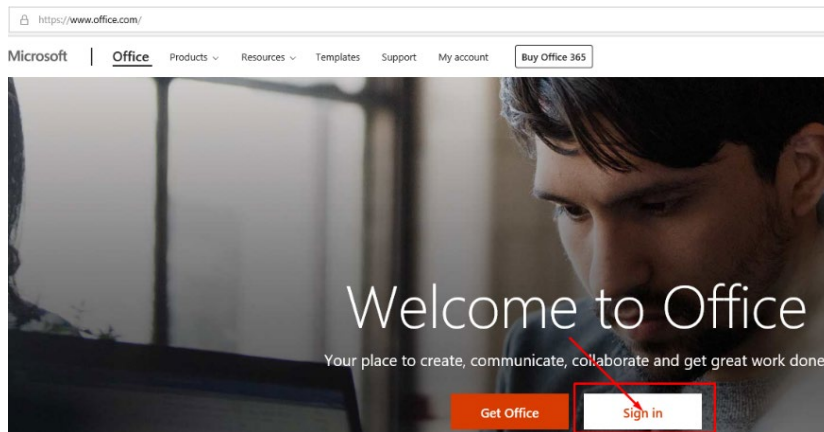 https://www.office.com/
Microsoft | Office Products Resources Templates Support My account Buy Office 365
Welcome to Office
Your place to create, communicate, collaborate and get great work done
Get Office Sign in